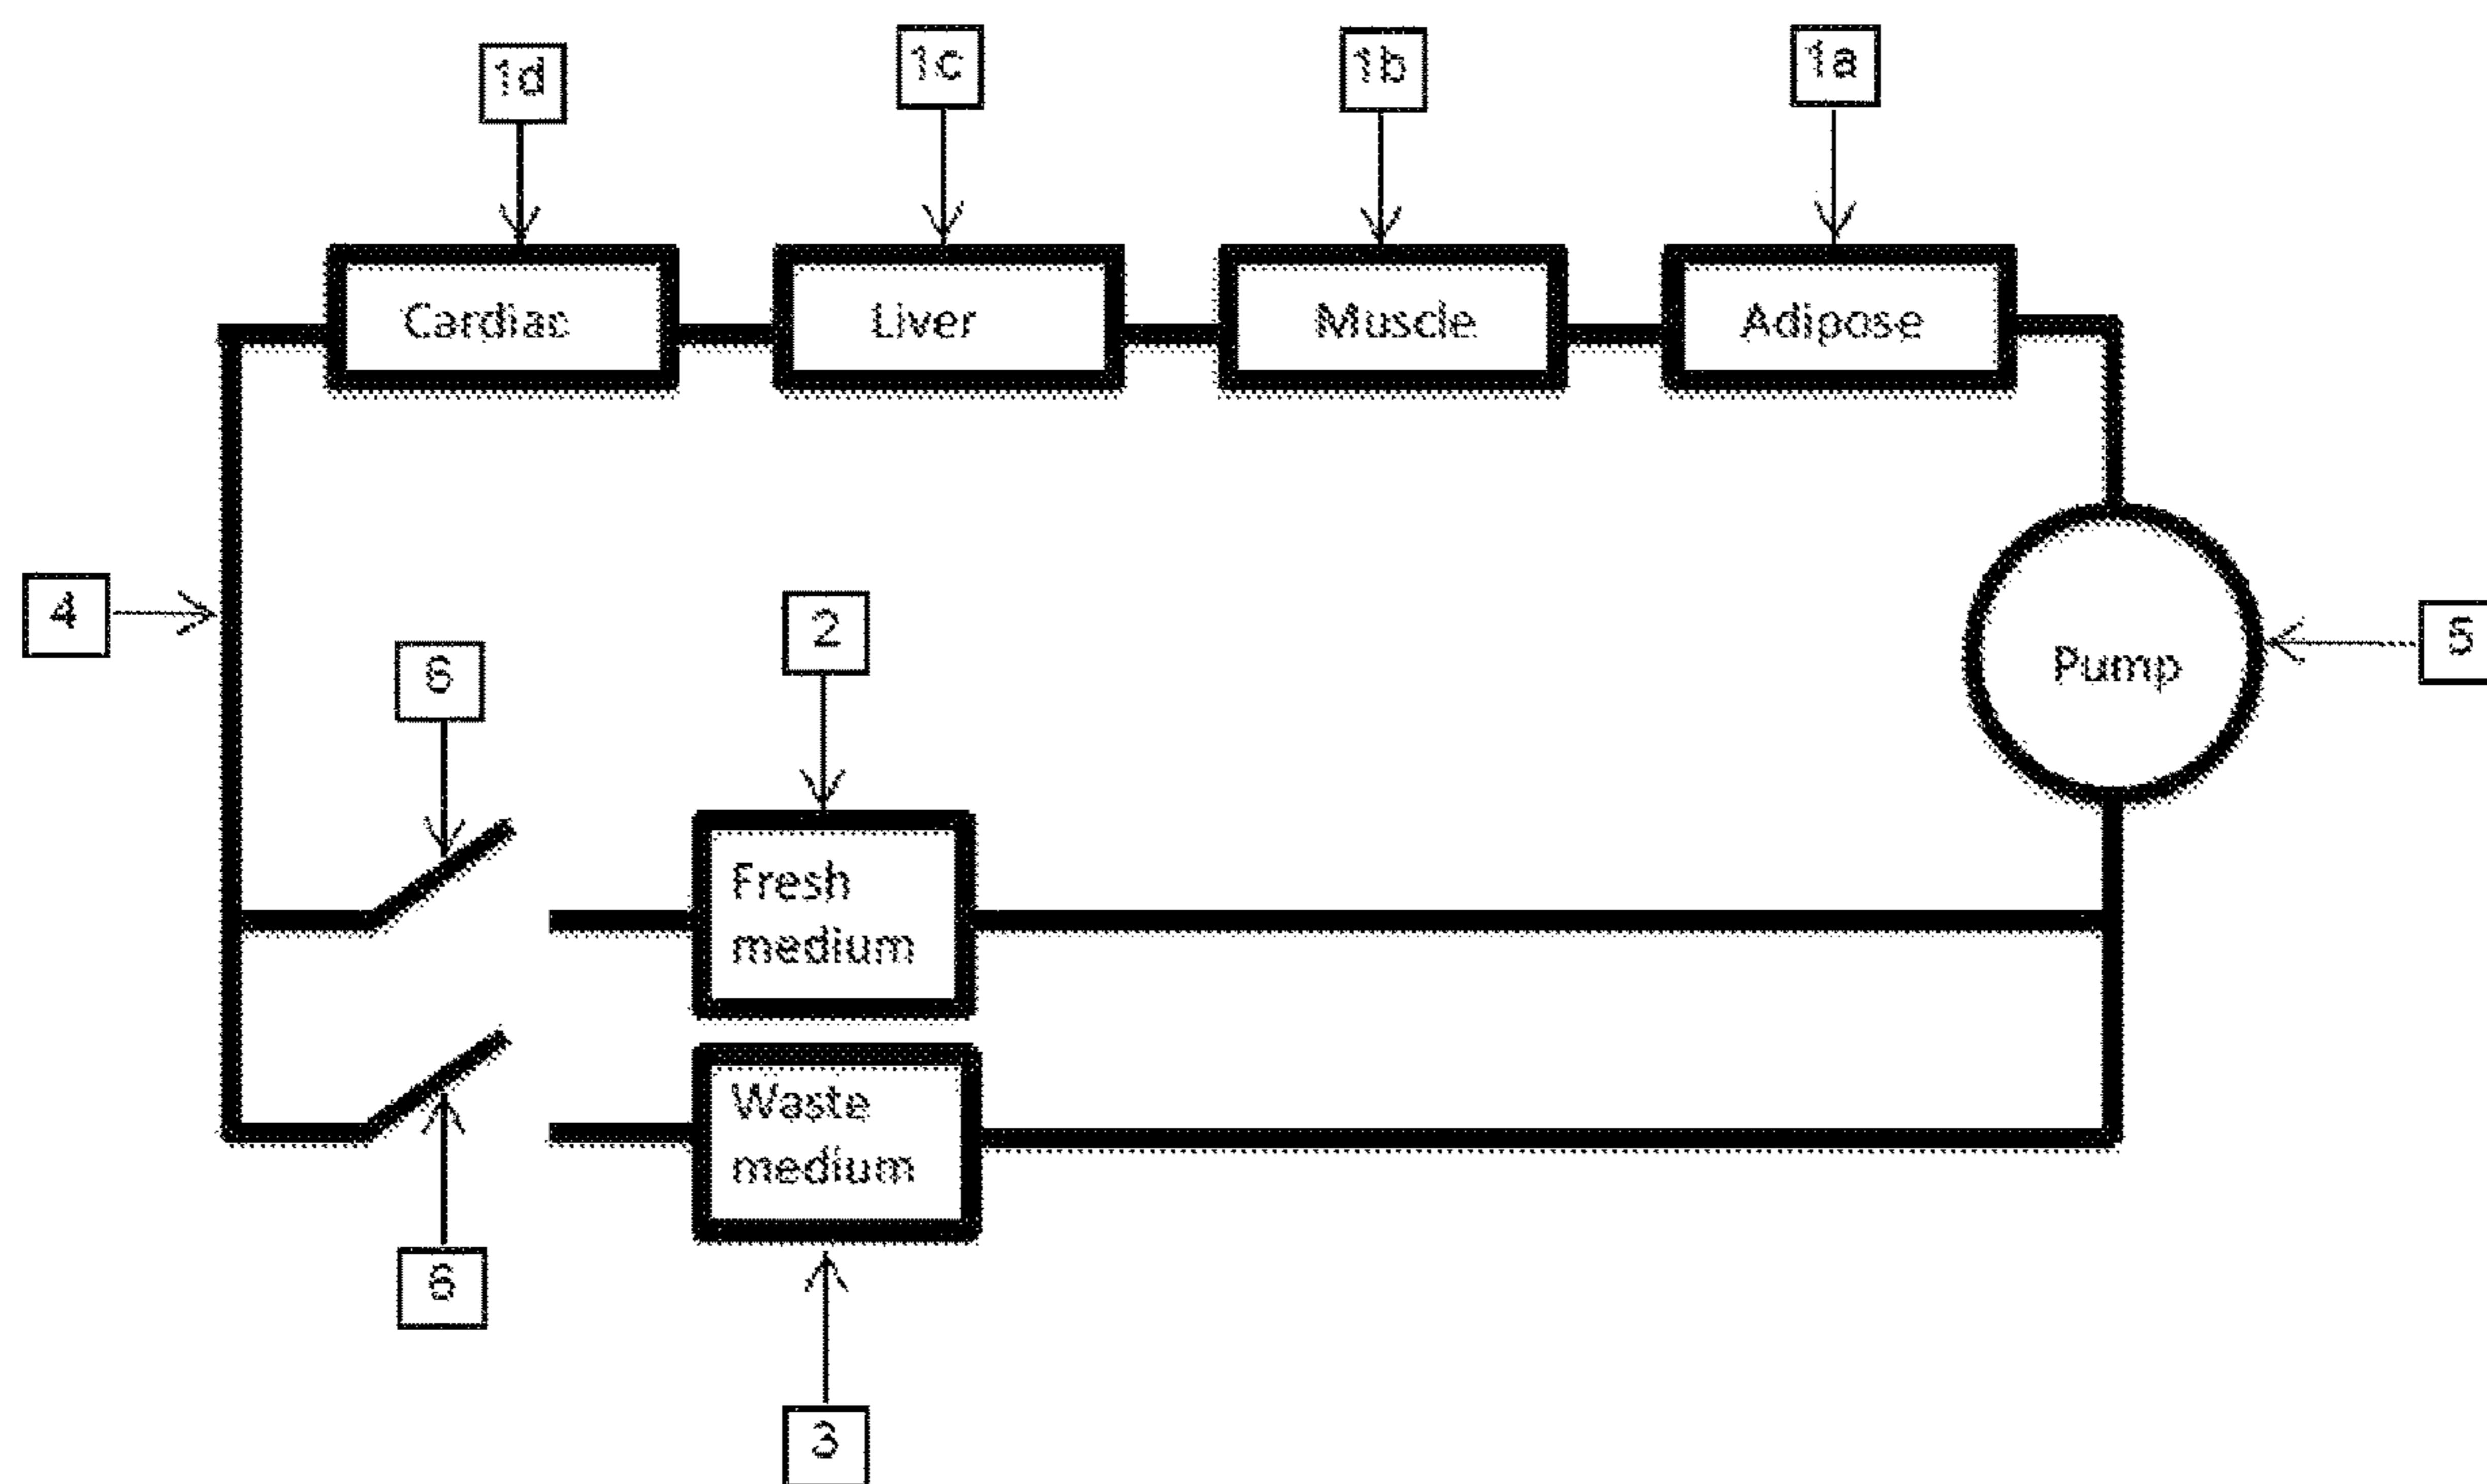 1d
1c
1b
1a
Cardiac
Liver
Muscle
Adipose
4
6
2
Pump
5
Fresh
medium
Waste
medium
6
3